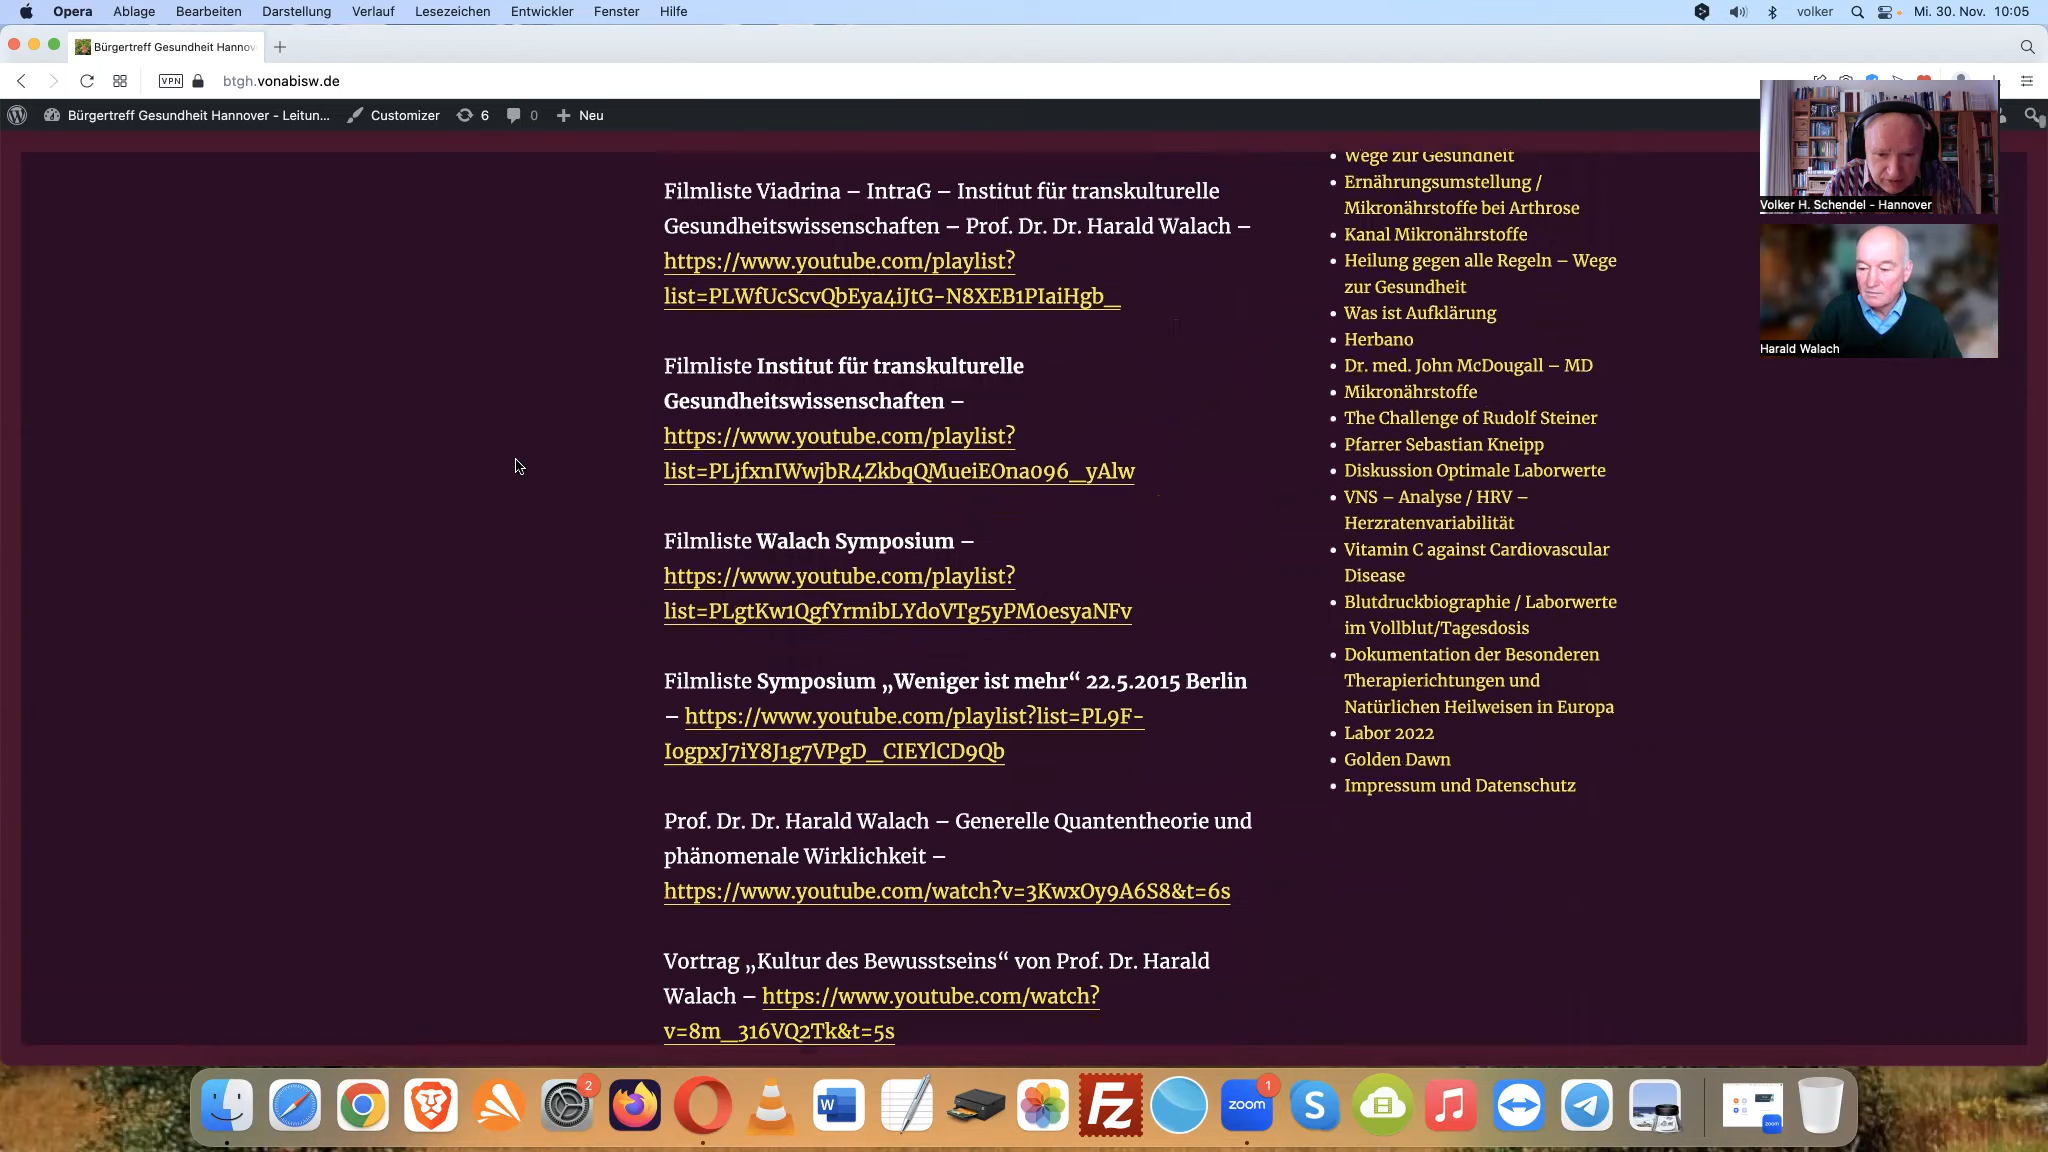 Opera Ablage Bearbeiten Darstellung Verlauf Lesezeichen Entwickler Fenster Hilfe volker Mi. 30. Nov. 10:05
Bürgertreff Gesundheit Hannov
VPN btgh.vonabisw.de
Bürgertreff Gesundheit Hannover - Leitun... Customizer 6 0 Neu
Filmliste Viadrina – IntraG – Institut für transkulturelle
Gesundheitswissenschaften – Prof. Dr. Dr. Harald Walach –
https://www.youtube.com/playlist?
list=PLWfUcScvQbEya4iJtG-N8XEB1PIaiHgb_
Filmliste Institut für transkulturelle
Gesundheitswissenschaften –
https://www.youtube.com/playlist?
list=PLjfxnIWwjbR4ZkbqQMueiEOna096_yAlw
Filmliste Walach Symposium –
https://www.youtube.com/playlist?
list=PLgtKw1QgfYrmibLYdoVTg5yPM0esyaNFv
Filmliste Symposium „Weniger ist mehr“ 22.5.2015 Berlin
– https://www.youtube.com/playlist?list=PL9F-
IogpxJ7iY8J1g7VPgD_CIEYlCD9Qb
Prof. Dr. Dr. Harald Walach – Generelle Quantentheorie und
phänomenale Wirklichkeit –
https://www.youtube.com/watch?v=3KwxOy9A6S8&t=6s
Vortrag „Kultur des Bewusstseins“ von Prof. Dr. Harald
Walach – https://www.youtube.com/watch?
v=8m_316VQ2Tk&t=5s
Wege zur Gesundheit
Ernährungsumstellung /
Mikronährstoffe bei Arthrose
Kanal Mikronährstoffe
Heilung gegen alle Regeln – Wege
zur Gesundheit
Was ist Aufklärung
Herbano
Dr. med. John McDougall – MD
Mikronährstoffe
The Challenge of Rudolf Steiner
Pfarrer Sebastian Kneipp
Diskussion Optimale Laborwerte
VNS – Analyse / HRV –
Herzratenvariabilität
Vitamin C against Cardiovascular
Disease
Blutdruckbiographie / Laborwerte
im Vollblut/Tagesdosis
Dokumentation der Besonderen
Therapierichtungen und
Natürlichen Heilweisen in Europa
Labor 2022
Golden Dawn
Impressum und Datenschutz
Volker H. Schendel - Hannover
Harald Walach
2
W
Fz
zoom
1
S
zoom